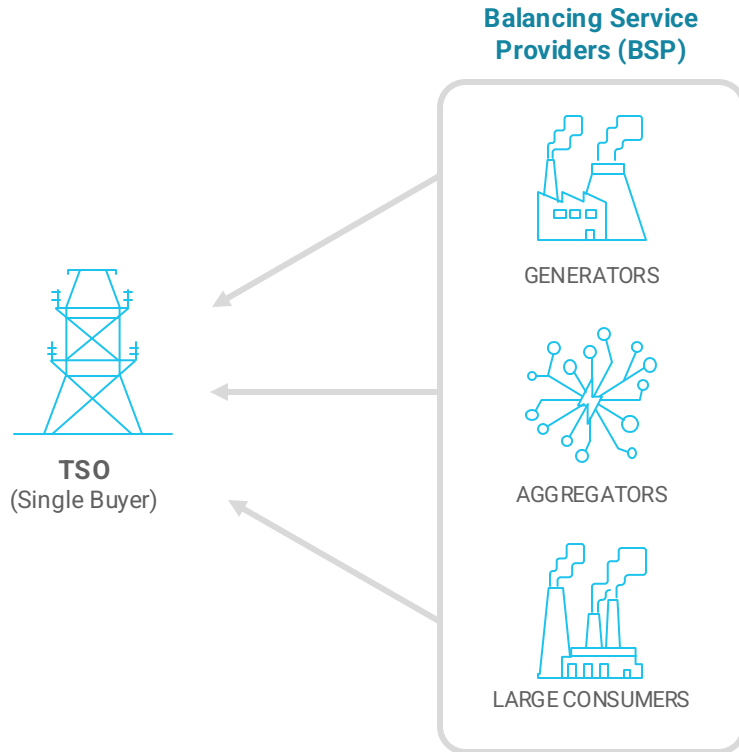 Balancing Service
Providers (BSP)
GENERATORS
TSO
(Single Buyer)
AGGREGATORS
LARGE CONSUMERS